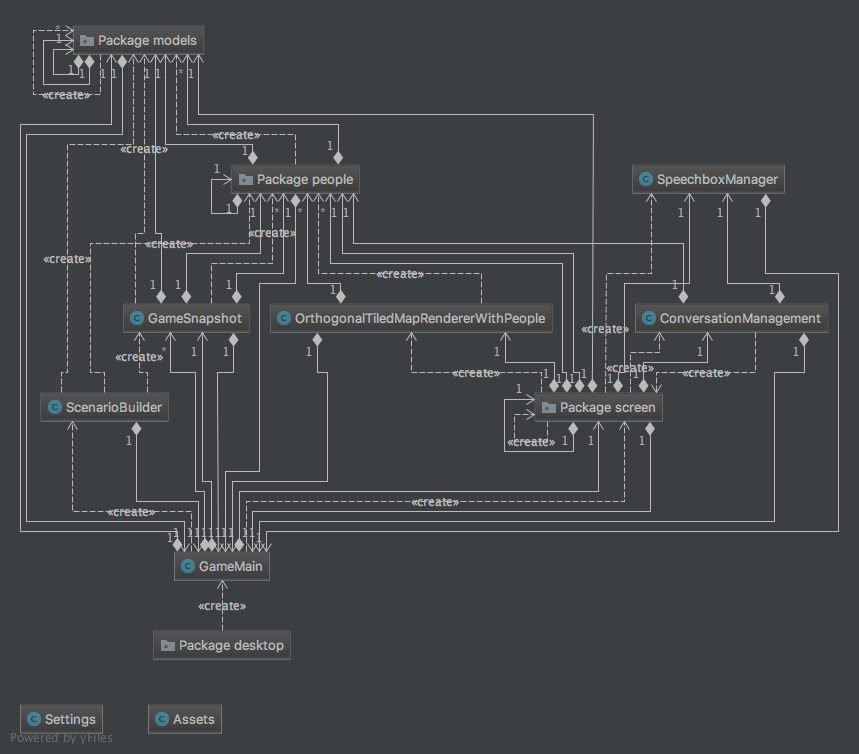 Package models
«create»
«create»
«create»
Package people
SpeechboxManager
«create»
«create»
«create»
«create»
GameSnapshot
OrthogonalTiledMapRendererWithPeople
ConversationManagement
«create»
«create»
«create»
«create»
«create»
ScenarioBuilder
Package screen
«create»
«create»
«create»
GameMain
«create»
Package desktop
Settings
Assets
Powered by yFiles